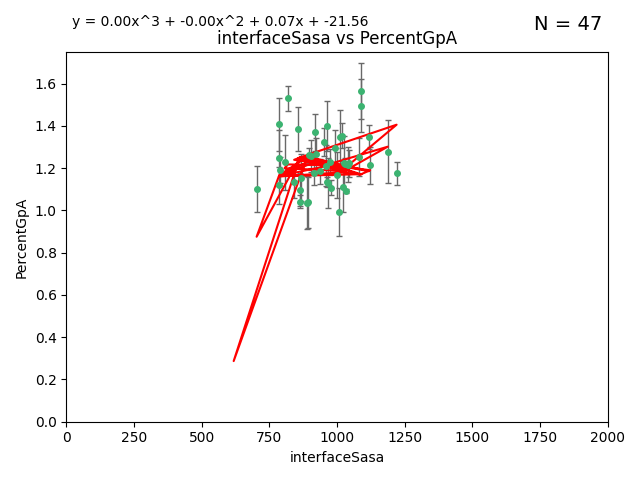 y = 0.00x^3 + -0.00x^2 + 0.07x + -21.56
N = 47
interfaceSasa vs PercentGpA
1.6
1.4
1.2
1.0
0.8
0.6
0.4
0.2
0.0
PercentGpA
0 250 500 750 1000 1250 1500 1750 2000
interfaceSasa